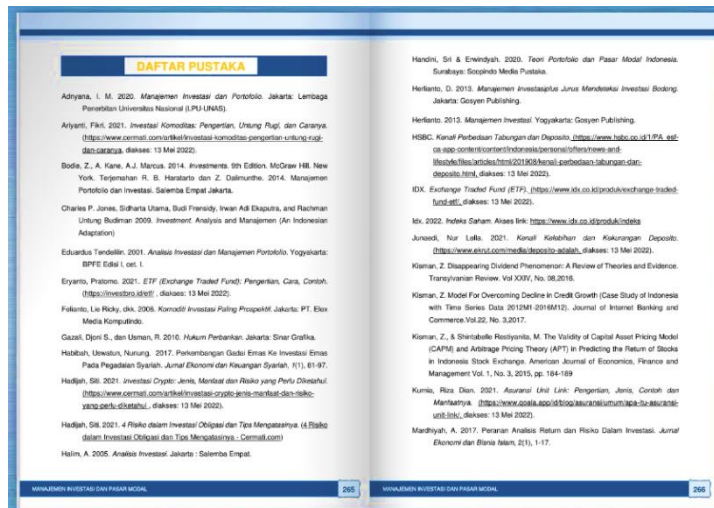 DAFTAR PUSTAKA
Adnyana, I. M. 2020. Manajemen Investasi dan Portofolio. Jakarta: Lembaga
Penerbitan Universitas Nasional (LPU-UNAS).
Ariyanti, Fikri. 2021. Investasi Komoditas: Pengertian, Untung Rugi, dan Caranya.
(https://www.cermati.com/artikel/investasi-komoditas-pengertian-untung-rugi-
dan-caranya, diakses: 13 Mei 2022).
Bodie, Z., A. Kane, A.J. Marcus. 2014. Investments. 9th Edition. McGraw Hill. New
York. Terjemahan R. B. Haratarto dan Z. Dalimunthe. 2014. Manajemen
Portofolio dan Investasi. Salemba Empat Jakarta.
Charles P. Jones, Sidharta Utama, Budi Frensidy, Irwan Adi Ekaputra, and Rachman
Untung Budiman 2009. Investment. Analysis and Manajemen (An Indonesian
Adaptation)
Eduardus Tendelilin. 2001. Analisis Investasi dan Manajemen Portofolio. Yogyakarta:
BPFE Edisi I, cet. I.
Eryanto, Pratomo. 2021. ETF (Exchange Traded Fund): Pengertian, Cara, Contoh.
(https://investbro.id/etf/ , diakses: 13 Mei 2022).
Felianto, Lie Ricky, dkk. 2006. Komoditi Investasi Paling Prospektif. Jakarta: PT. Elex
Media Komputindo.
Gazali, Djoni S., dan Usman, R. 2010. Hukum Perbankan. Jakarta: Sinar Grafika.
Habibah, Uswatun, Nurung. 2017. Perkembangan Gadai Emas Ke Investasi Emas
Pada Pegadaian Syariah. Jurnal Ekonomi dan Keuangan Syariah, 1(1), 81-97.
Hadijah, Siti. 2021. Investasi Crypto: Jenis, Manfaat dan Risiko yang Perlu Diketahui.
(https://www.cermati.com/artikel/investasi-crypto-jenis-manfaat-dan-risiko-
yang-perlu-diketahui , diakses: 13 Mei 2022).
Hadijah, Siti. 2021. 4 Risiko dalam Investasi Obligasi dan Tips Mengatasinya. (4 Risiko
dalam Investasi Obligasi dan Tips Mengatasinya - Cermati.com)
Halim, A. 2005. Analisis Investasi. Jakarta : Salemba Empat.
MANAJEMEN INVESTASI DAN PASAR MODAL 265
Handini, Sri & Erwindyah. 2020. Teori Portofolio dan Pasar Modal Indonesia.
Surabaya: Scopindo Media Pustaka.
Herlianto, D. 2013. Manajemen Investasiplus Jurus Mendeteksi Investasi Bodong.
Jakarta: Gosyen Publishing.
Herlianto. 2013. Manajemen Investasi. Yogyakarta: Gosyen Publishing.
HSBC. Kenali Perbedaan Tabungan dan Deposito. (https://www.hsbc.co.id/1/PA_esf-
ca-app-content/content/indonesia/personal/offers/news-and-
lifestyle/files/articles/html/201908/kenali-perbedaan-tabungan-dan-
deposito.html, diakses: 13 Mei 2022).
IDX. Exchange Traded Fund (ETF). (https://www.idx.co.id/produk/exchange-traded-
fund-etf/, diakses: 13 Mei 2022).
Idx. 2022. Indeks Saham. Akses link: https://www.idx.co.id/produk/indeks
Junaedi, Nur Lella. 2021. Kenali Kelebihan dan Kekurangan Deposito.
(https://www.ekrut.com/media/deposito-adalah, diakses: 13 Mei 2022).
Kisman, Z. Disappearing Dividend Phenomenon: A Review of Theories and Evidence.
Transylvanian Review. Vol XXIV, No. 08,2016.
Kisman, Z. Model For Overcoming Decline in Credit Growth (Case Study of Indonesia
with Time Series Data 2012M1-2016M12). Journal of Internet Banking and
Commerce.Vol.22, No. 3,2017.
Kisman, Z., & Shintabelle Restiyanita, M. The Validity of Capital Asset Pricing Model
(CAPM) and Arbitrage Pricing Theory (APT) in Predicting the Return of Stocks
in Indonesia Stock Exchange. American Journal of Economics, Finance and
Management Vol. 1, No. 3, 2015, pp. 184-189
Kurnia, Riza Dian. 2021. Asuransi Unit Link: Pengertian, Jenis, Contoh dan
Manfaatnya. (https://www.qoala.app/id/blog/asuransi/umum/apa-itu-asuransi-
unit-link/, diakses: 13 Mei 2022).
Mardhiyah, A. 2017. Peranan Analisis Return dan Risiko Dalam Investasi. Jurnal
Ekonomi dan Bisnis Islam, 2(1), 1-17.
MANAJEMEN INVESTASI DAN PASAR MODAL 266